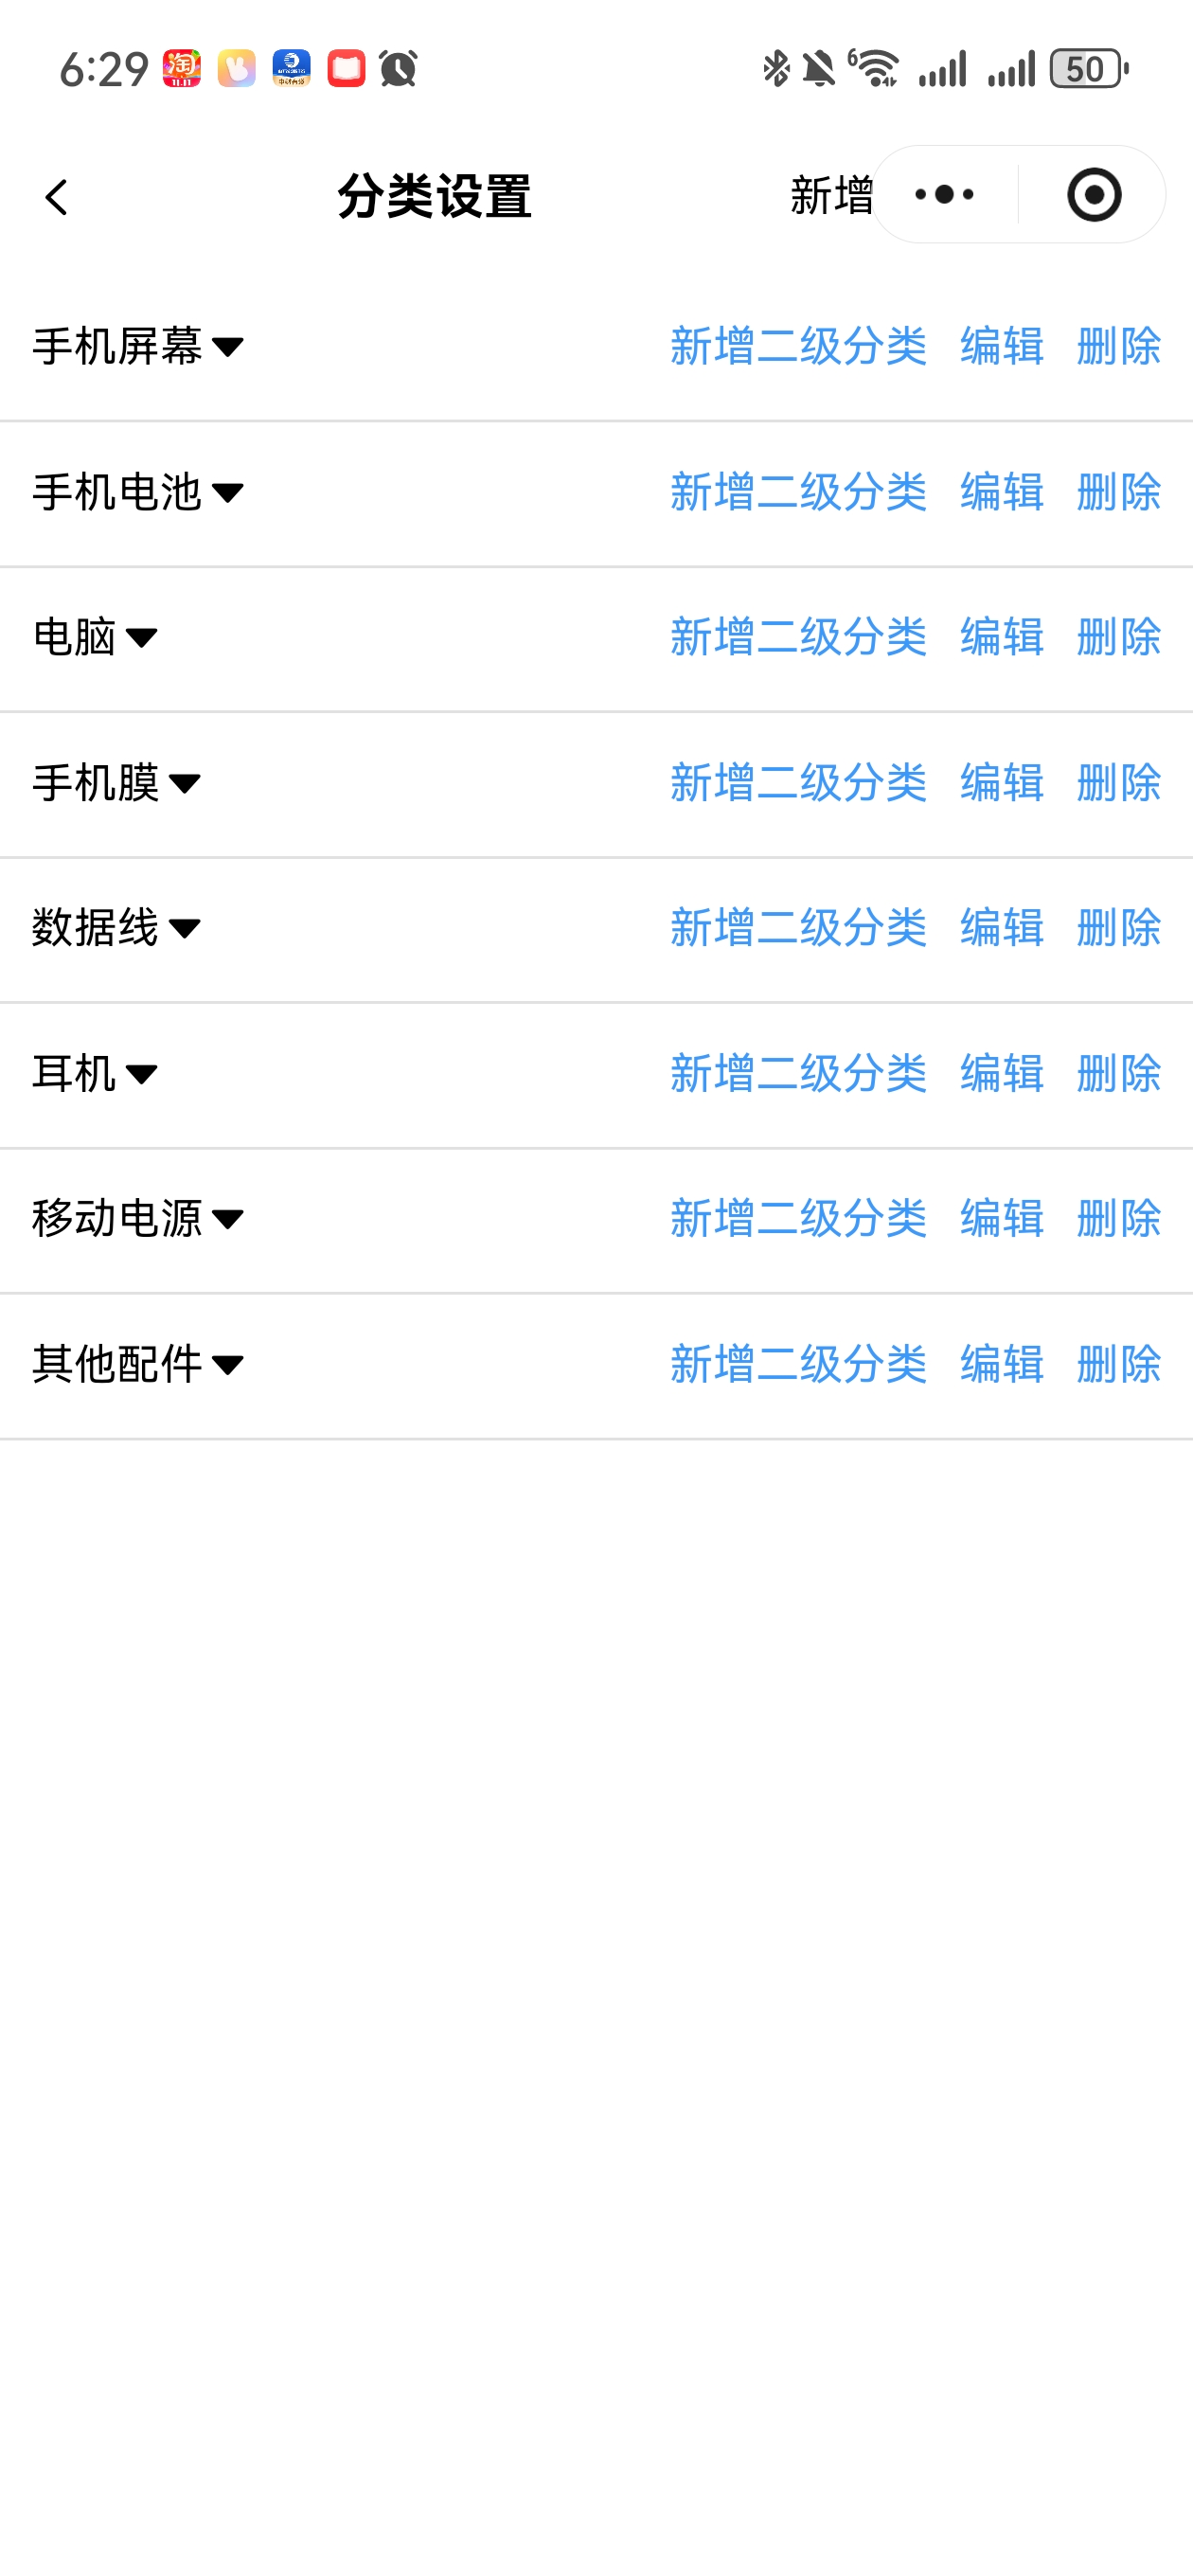 6:29 淘 11.11 6 50
分类设置 新增
手机屏幕 新增二级分类 编辑 删除
手机电池 新增二级分类 编辑 删除
电脑 新增二级分类 编辑 删除
手机膜 新增二级分类 编辑 删除
数据线 新增二级分类 编辑 删除
耳机 新增二级分类 编辑 删除
移动电源 新增二级分类 编辑 删除
其他配件 新增二级分类 编辑 删除